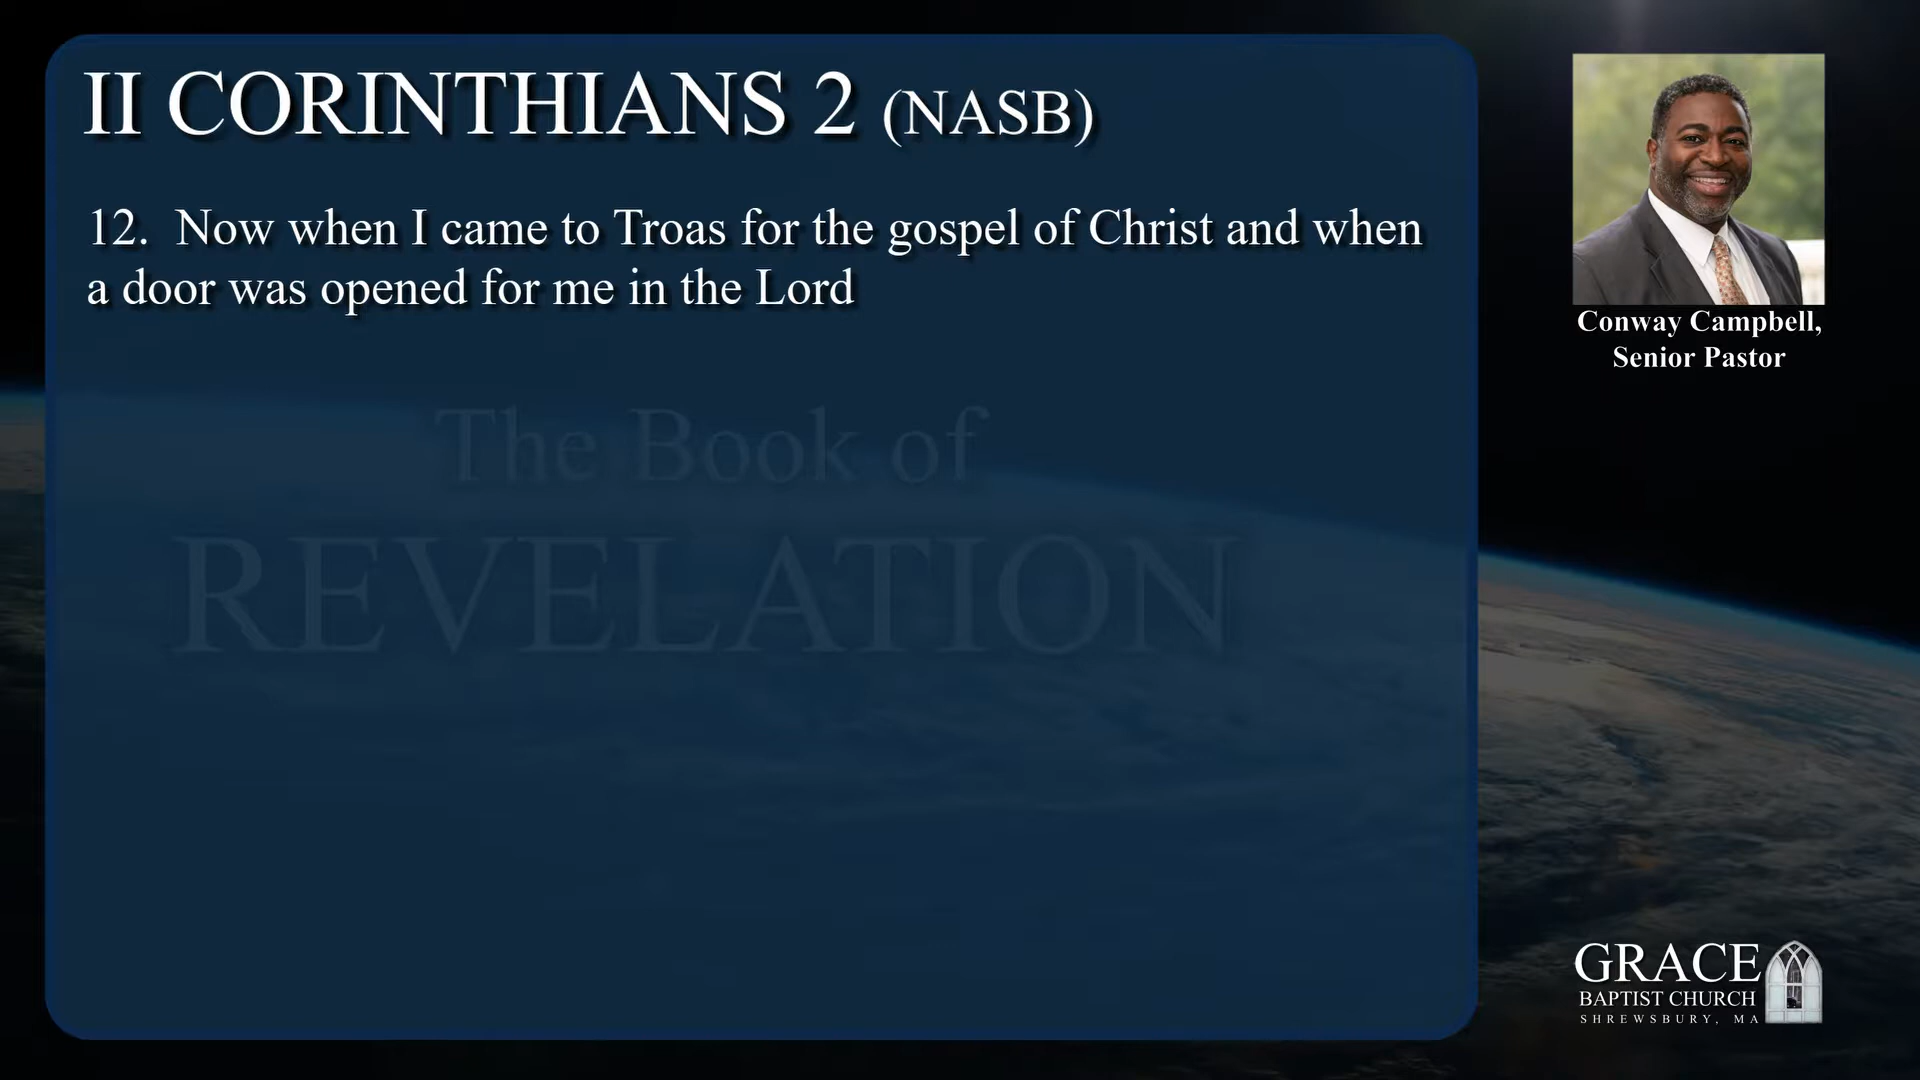 II CORINTHIANS 2 (NASB)
12. Now when I came to Troas for the gospel of Christ and when
a door was opened for me in the Lord
The Book of
REVELATION
Conway Campbell,
Senior Pastor
GRACE
BAPTIST CHURCH
SHREWSBURY, MA